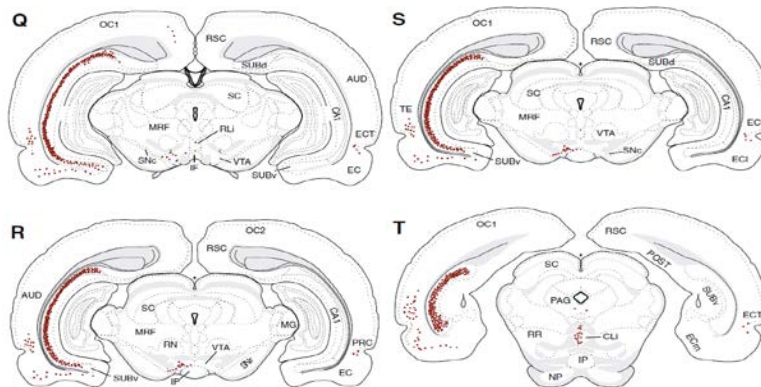 Q
OC1
RSC
SUBd
AUD
SC
CA1
MRF
RLi
ECT
SNc
VTA
IF
SUBv
EC
S
OC1
RSC
SUBd
SC
TE
CA1
MRF
VTA
SNc
SUBv
R
OC2
RSC
AUD
SC
CA1
MRF
RN
MG
VTA
PRC
SNr
SUBv
IP
EC
T
OC1
RSC
SC
POST
PAG
SUBv
ECT
RR
CLi
ECm
IP
NP